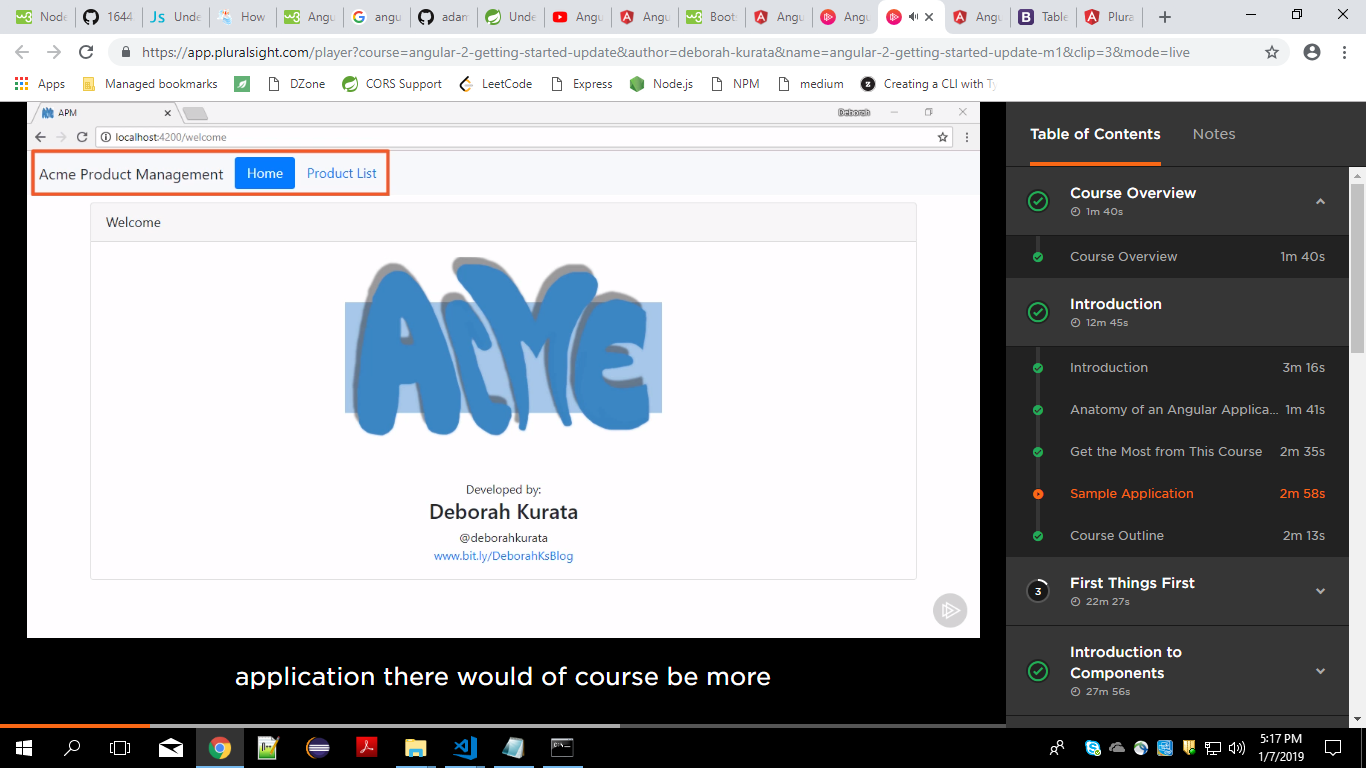 Node
1644
Unde
How
Angu
angu
adam
Unde
Angu
Angu
Boots
Angu
Angu
Angu
Table
Plura
https://app.pluralsight.com/player?course=angular-2-getting-started-update&author=deborah-kurata&name=angular-2-getting-started-update-m1&clip=3&mode=live
Apps
Managed bookmarks
DZone
CORS Support
LeetCode
Express
Node.js
NPM
medium
Creating a CLI with Ty
APM
Deborah
localhost:4200/welcome
Acme Product Management
Home
Product List
Welcome
ACME
Developed by:
Deborah Kurata
@deborahkurata
www.bit.ly/DeborahKsBlog
application there would of course be more
Table of Contents
Notes
Course Overview
1m 40s
Course Overview 1m 40s
Introduction
12m 45s
Introduction 3m 16s
Anatomy of an Angular Applica... 1m 41s
Get the Most from This Course 2m 35s
Sample Application 2m 58s
Course Outline 2m 13s
3
First Things First
22m 27s
Introduction to
Components
27m 56s
5:17 PM
1/7/2019